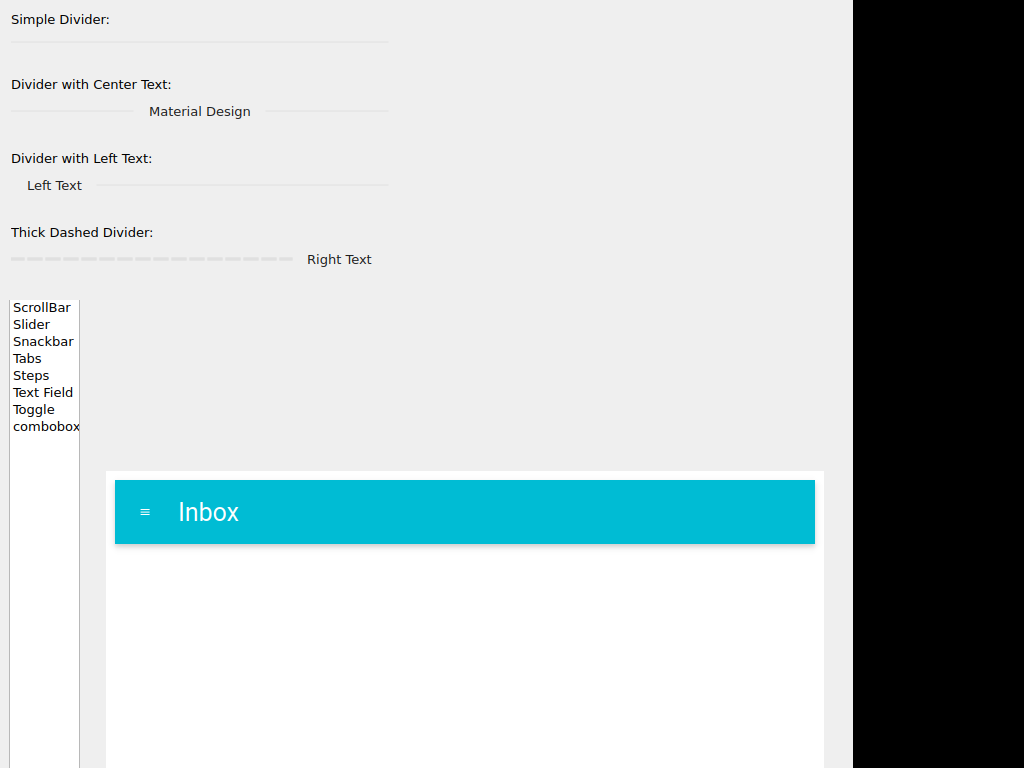 Simple Divider:
Divider with Center Text:
Material Design
Divider with Left Text:
Left Text
Thick Dashed Divider:
Right Text
ScrollBar
Slider
Snackbar
Tabs
Steps
Text Field
Toggle
combobox
Inbox